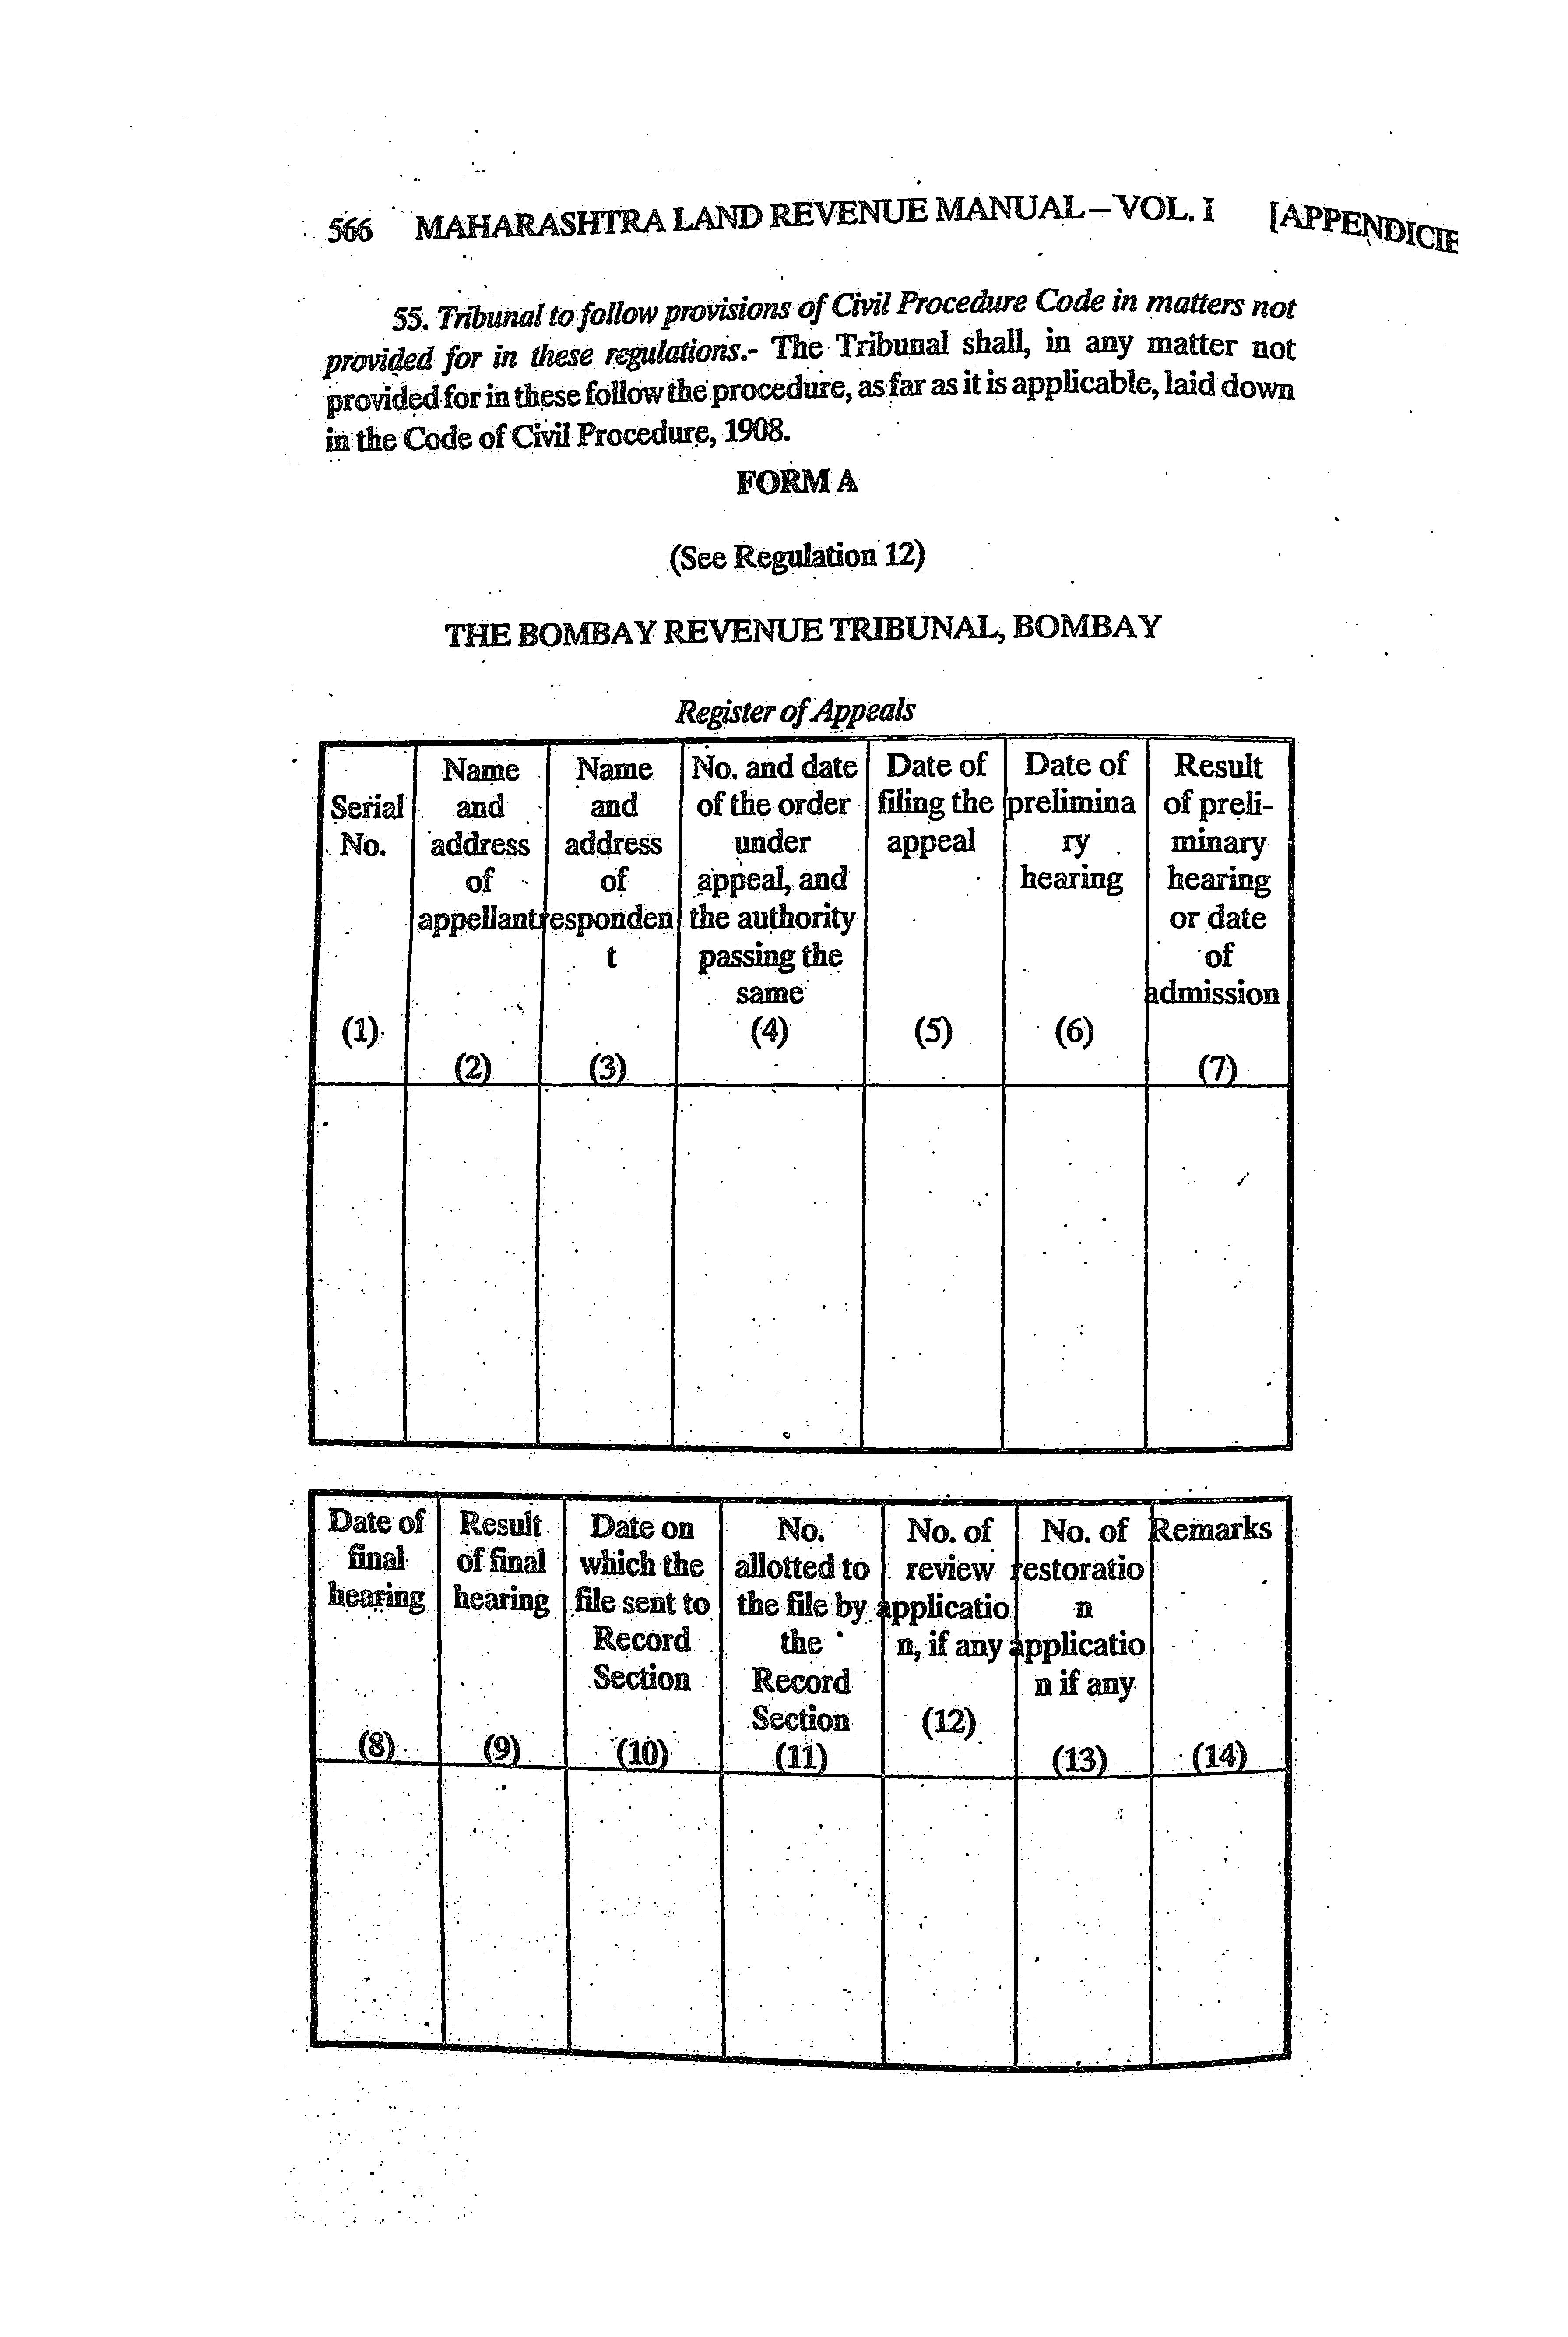 566 MAHARASHTRA LAND REVENUE MANUAL–VOL. I [APPENDICIE
55. Tribunal to follow provisions of Civil Procedure Code in matters not
provided for in these regulations.- The Tribunal shall, in any matter not
provided for in these follow the procedure, as far as it is applicable, laid down
in the Code of Civil Procedure, 1908.
FORM A
(See Regulation 12)
THE BOMBAY REVENUE TRIBUNAL, BOMBAY
Register of Appeals
Serial
No.
(1)
Name
and
address
of
appellant
(2)
Name
and
address
of
responden
t
(3)
No. and date
of the order
under
appeal, and
the authority
passing the
same
(4)
Date of
filing the
appeal
(5)
Date of
prelimina
ry
hearing
(6)
Result
of preli-
minary
hearing
or date
of
admission
(7)
Date of
final
hearing
(8)
Result
of final
hearing
(9)
Date on
which the
file sent to
Record
Section
(10)
No.
allotted to
the file by
the
Record
Section
(11)
No. of
review
applicatio
n, if any
(12)
No. of
restoratio
n
applicatio
n if any
(13)
Remarks
(14)